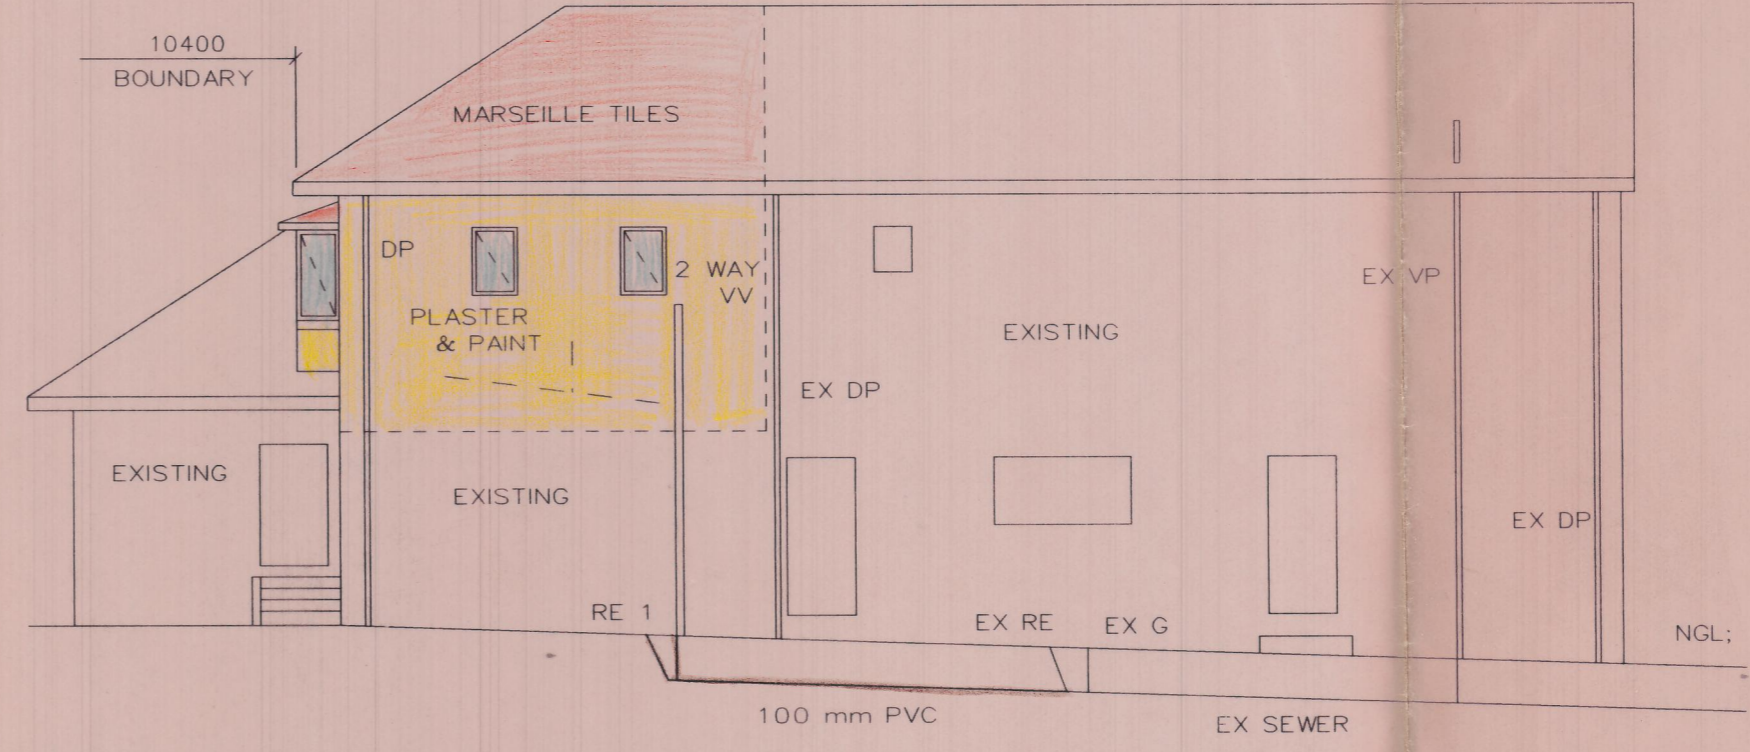 10400
BOUNDARY
MARSEILLE TILES
DP
2 WAY
VV
EX VP
PLASTER
& PAINT
EXISTING
EX DP
EXISTING
EXISTING
EX DP
RE 1
EX RE
EX G
NGL;
100 mm PVC
EX SEWER